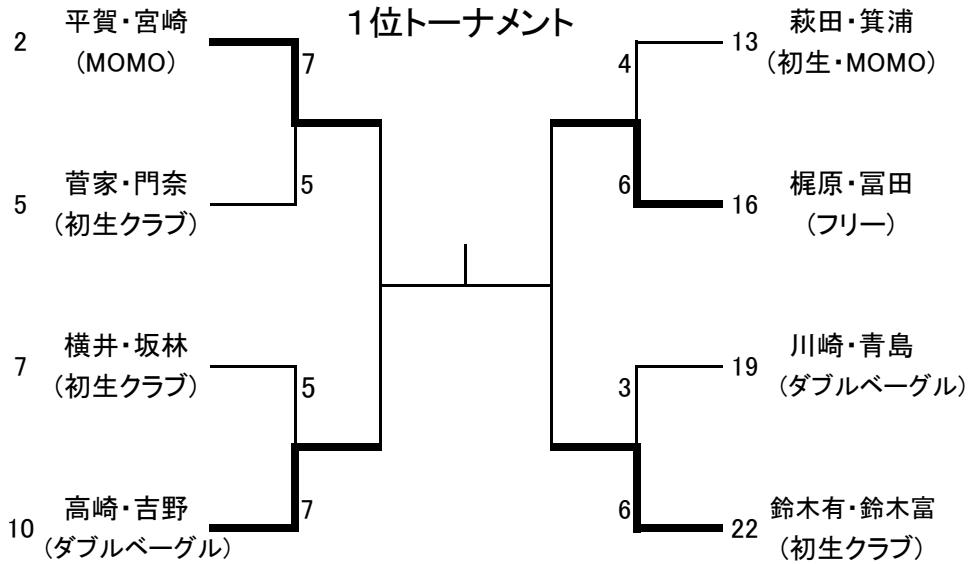 1位トーナメント
2
平賀・宮崎
(MOMO)
7
5
菅家・門奈
(初生クラブ)
5
7
横井・坂林
(初生クラブ)
5
10
高崎・吉野
(ダブルベーグル)
7
4
13
萩田・箕浦
(初生・MOMO)
6
16
梶原・冨田
(フリー)
3
19
川崎・青島
(ダブルベーグル)
6
22
鈴木有・鈴木富
(初生クラブ)